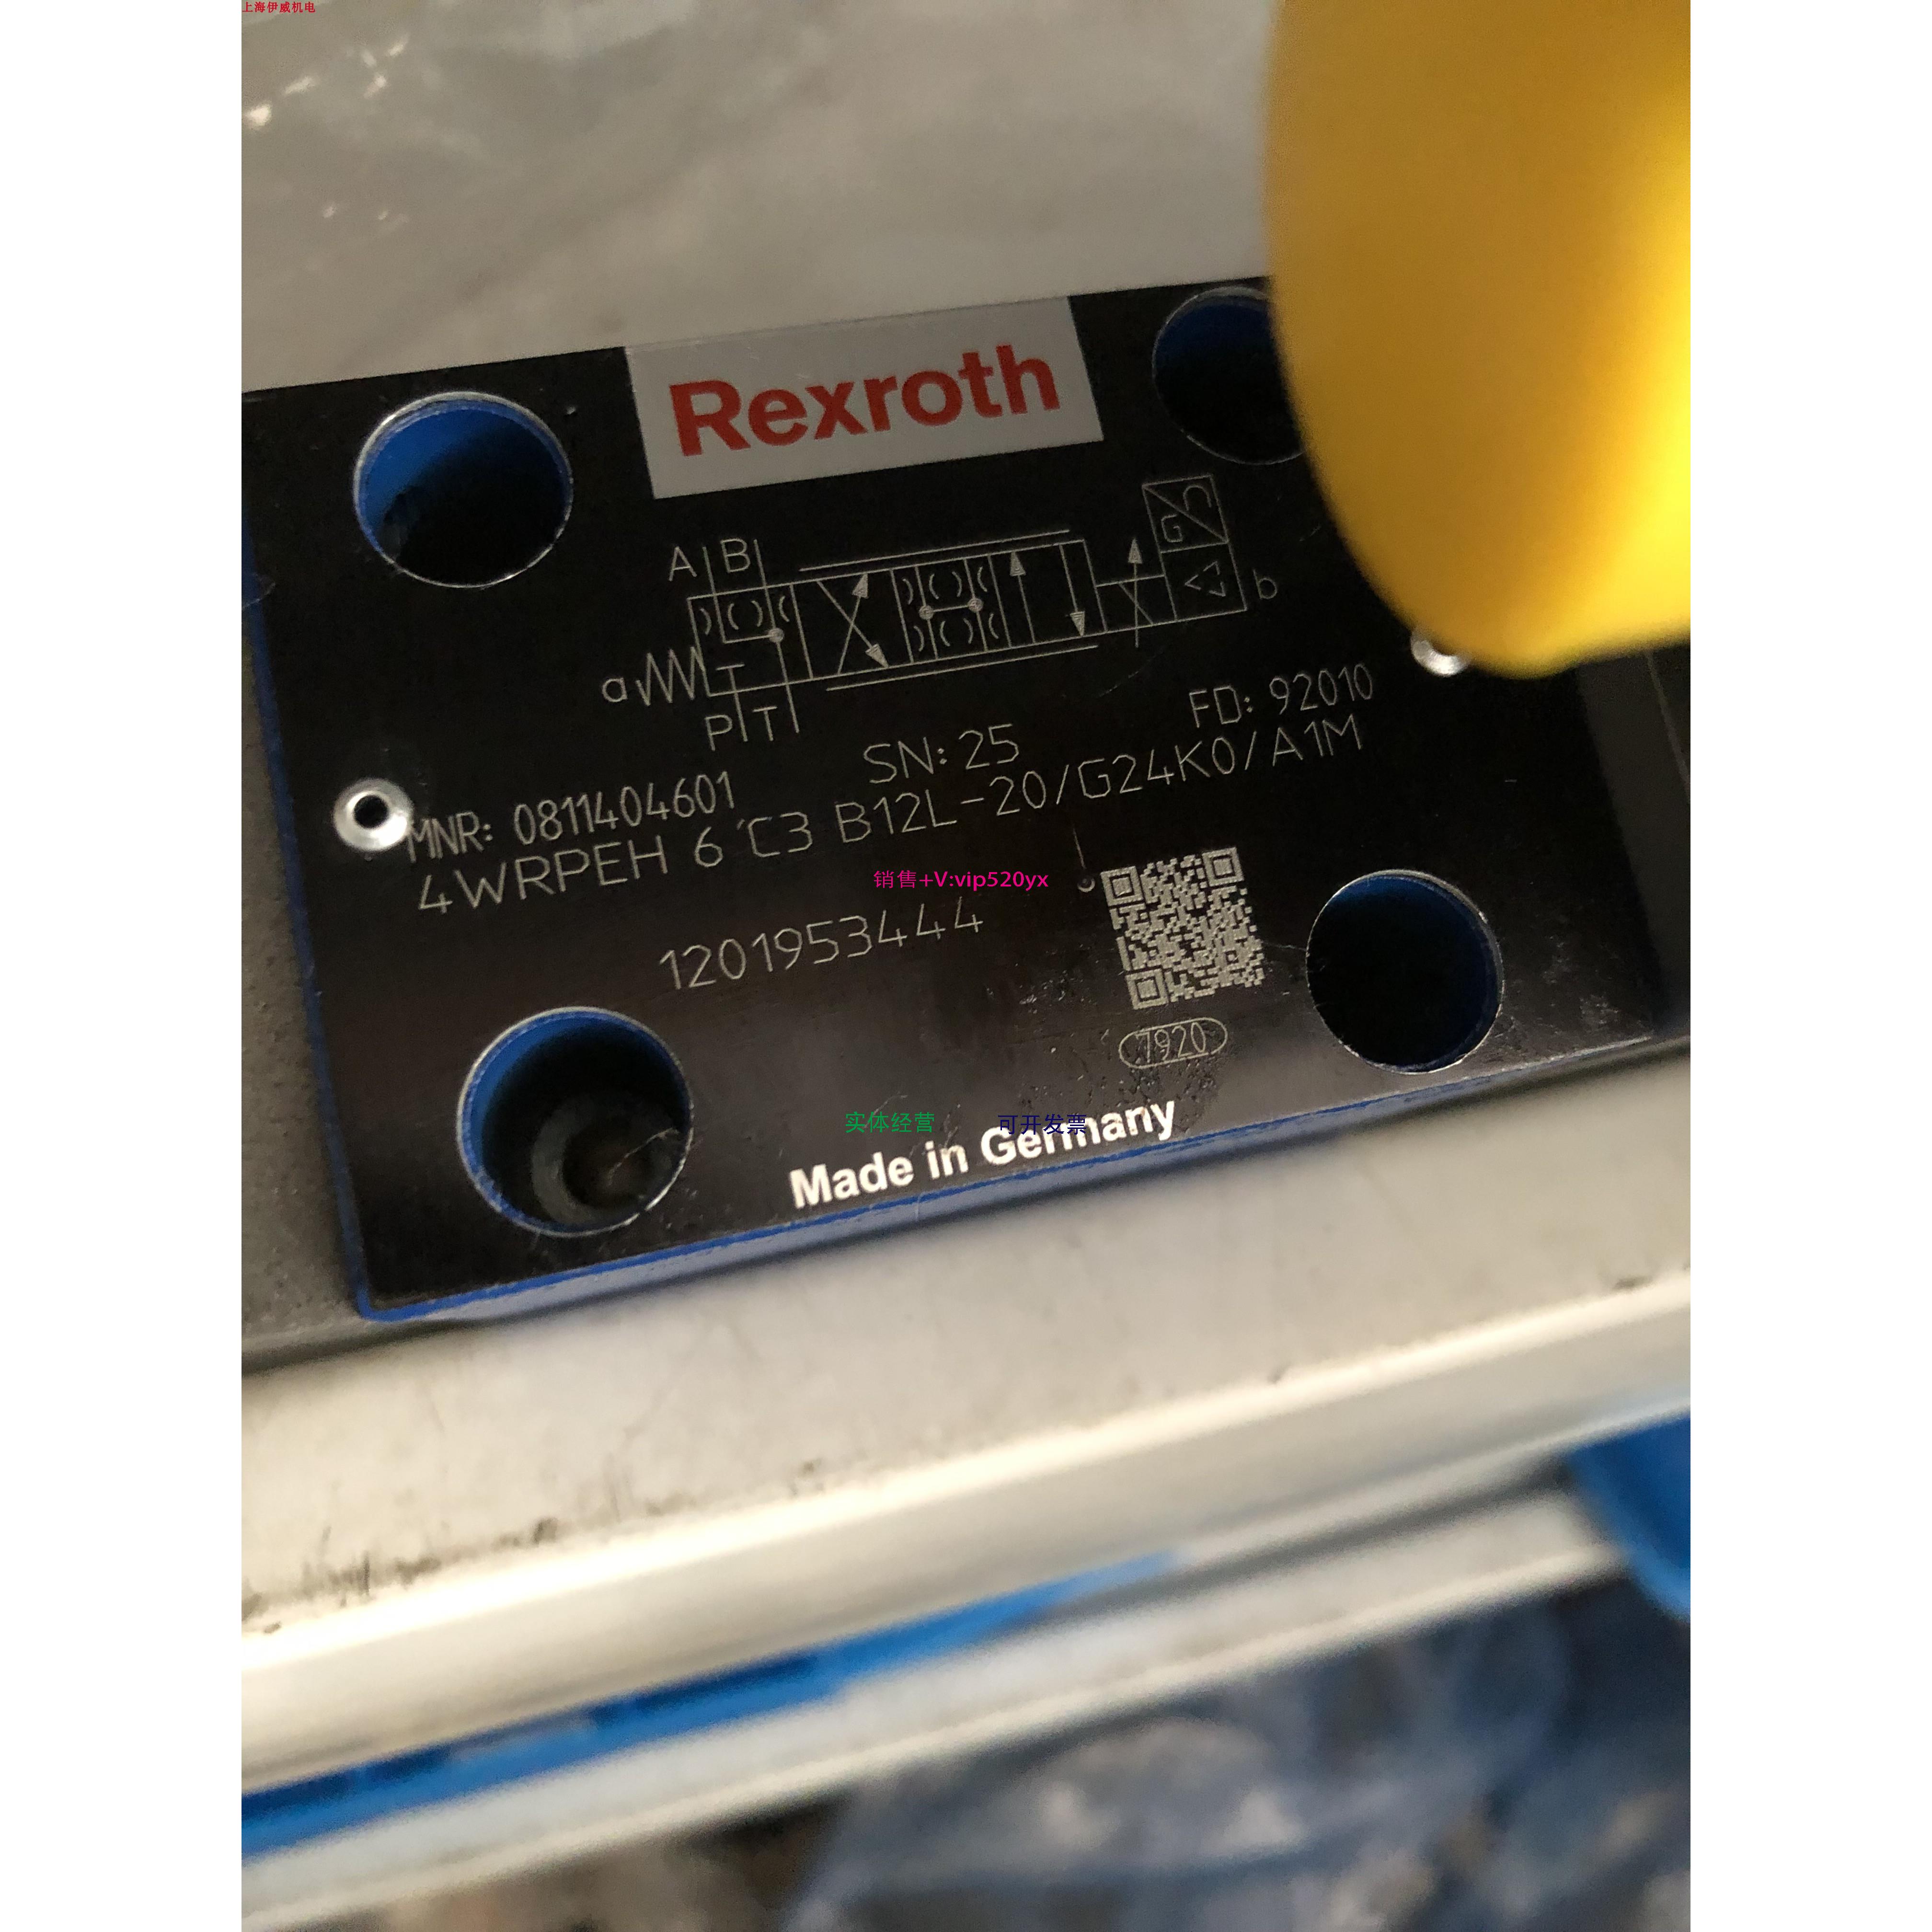 上海伊威机电
Rexroth
A B
G
a
b
P T
MNR: 0811404601 SN: 25 FD: 92010
4WRPEH 6 C3 B12L-20/G24K0/A1M
销售+V:vip520yx
1201953444
7920
实体经营 可开发票
Made in Germany